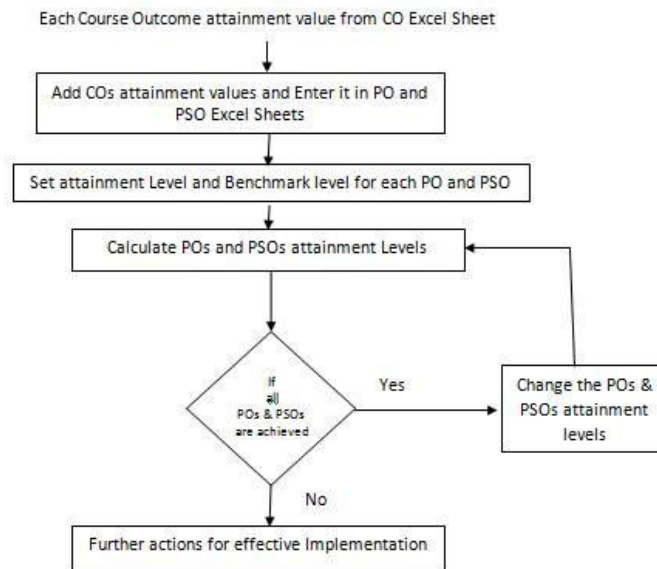 Each Course Outcome attainment value from CO Excel Sheet
Add COs attainment values and Enter it in PO and
PSO Excel Sheets
Set attainment Level and Benchmark level for each PO and PSO
Calculate POs and PSOs attainment Levels
If
all
POs & PSOs
are achieved
Yes
Change the POs &
PSOs attainment
levels
No
Further actions for effective Implementation